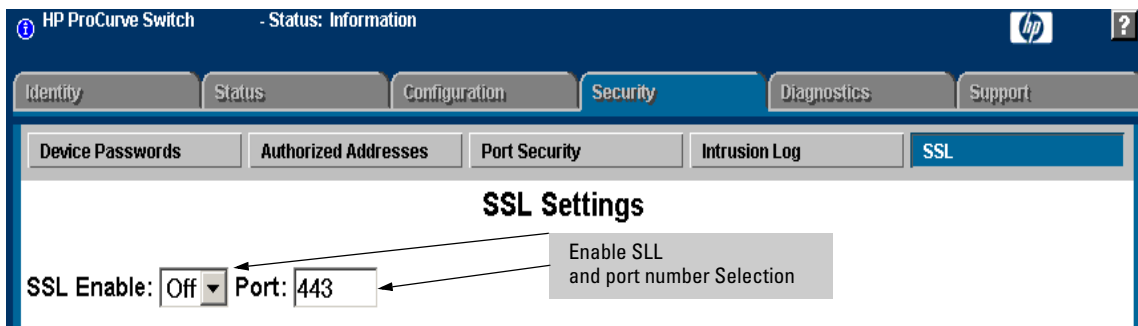 HP ProCurve Switch - Status: Information
hp ?
Identity Status Configuration Security Diagnostics Support
Device Passwords Authorized Addresses Port Security Intrusion Log SSL
SSL Settings
Enable SLL
and port number Selection
SSL Enable: Off Port: 443